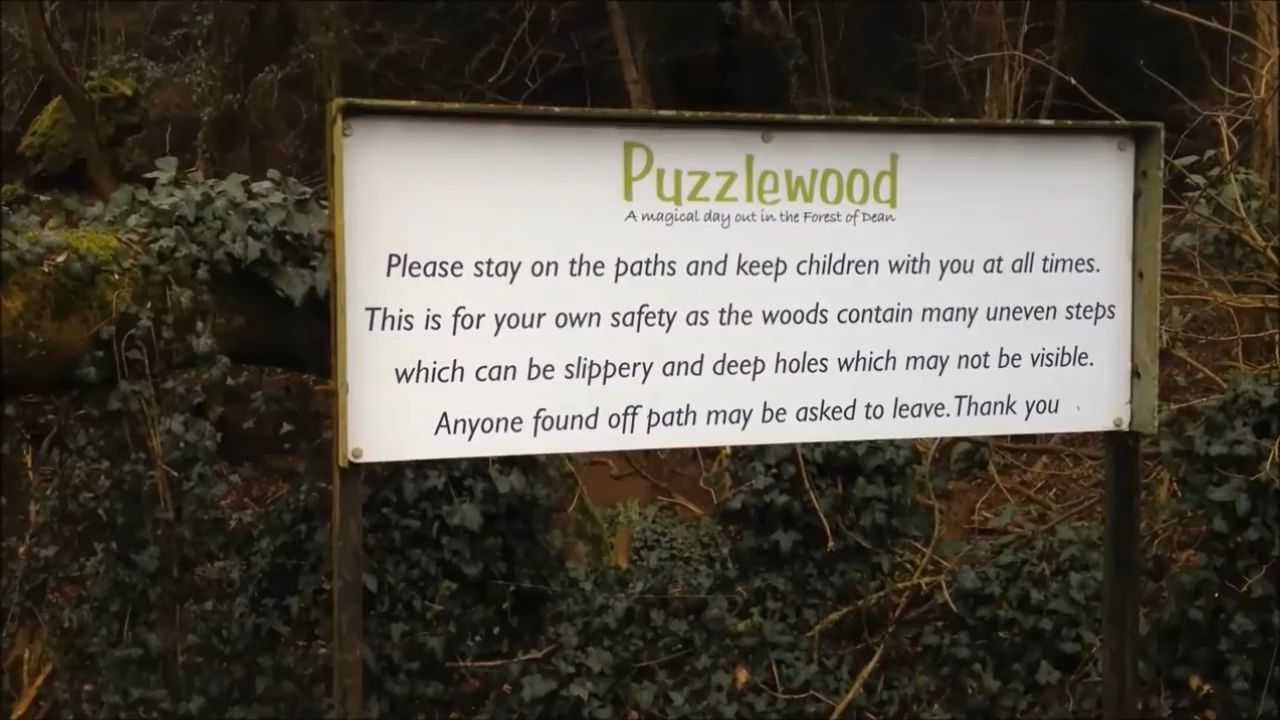 Puzzlewood
A magical day out in the Forest of Dean
Please stay on the paths and keep children with you at all times.
This is for your own safety as the woods contain many uneven steps
which can be slippery and deep holes which may not be visible.
Anyone found off path may be asked to leave. Thank you